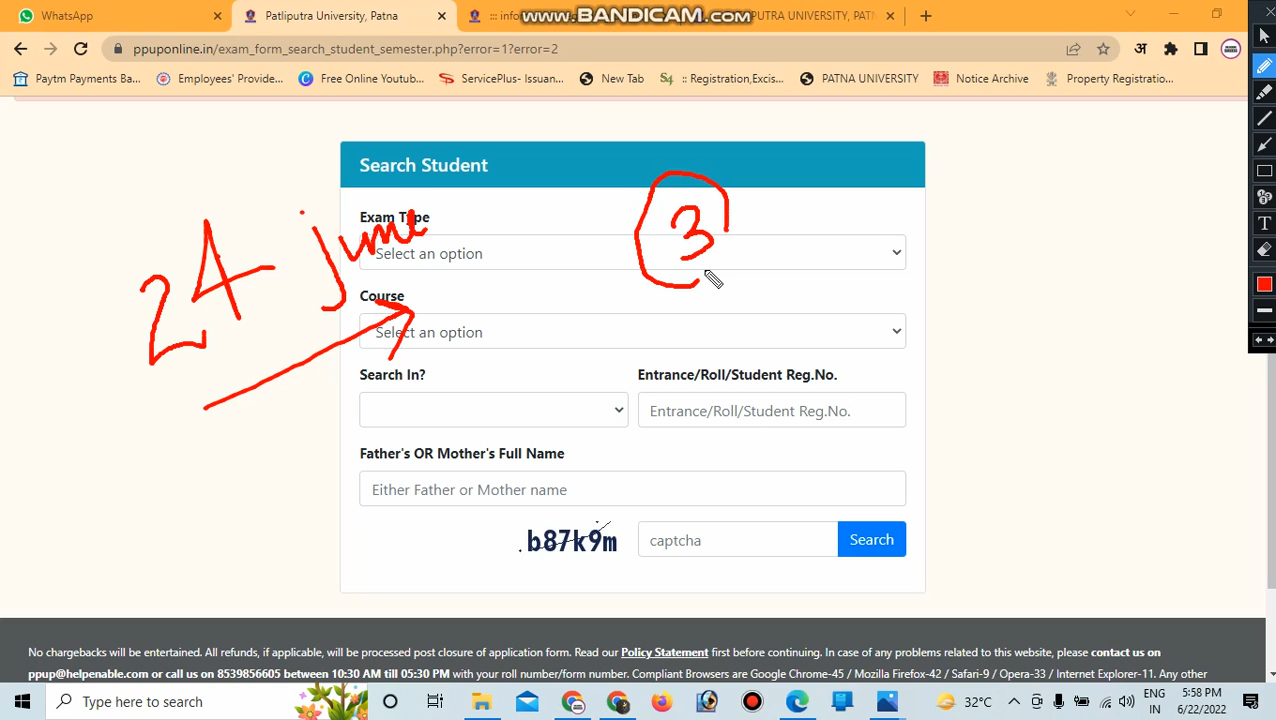 WhatsApp
Patliputra University, Patna
::: info
PUTRA UNIVERSITY, PATN
www.BANDICAM.com
ppuponline.in/exam_form_search_student_semester.php?error=1?error=2
अ
Paytm Payments Ba...
Employees' Provide...
Free Online Youtub...
ServicePlus- Issuan...
New Tab
S4 :: Registration,Excis...
PATNA UNIVERSITY
Notice Archive
Property Registratio...
Search Student
Exam Type
Select an option
3
24 june
Course
Select an option
Search In?
Entrance/Roll/Student Reg.No.
Entrance/Roll/Student Reg.No.
Father's OR Mother's Full Name
Either Father or Mother name
b87k9m
captcha
Search
No chargebacks will be entertained. All refunds, if applicable, will be processed post closure of application form. Read our Policy Statement first before continuing. In case of any problems related to this website, please contact us on
ppup@helpenable.com or call us on 8539856605 between 10:30 AM till 05:30 PM with your roll number/form number. Compliant Browsers are Google Chrome-45 / Mozilla Firefox-42 / Safari-9 / Opera-33 / Internet Explorer-11. Any other
Type here to search
32°C
ENG
IN
5:58 PM
6/22/2022